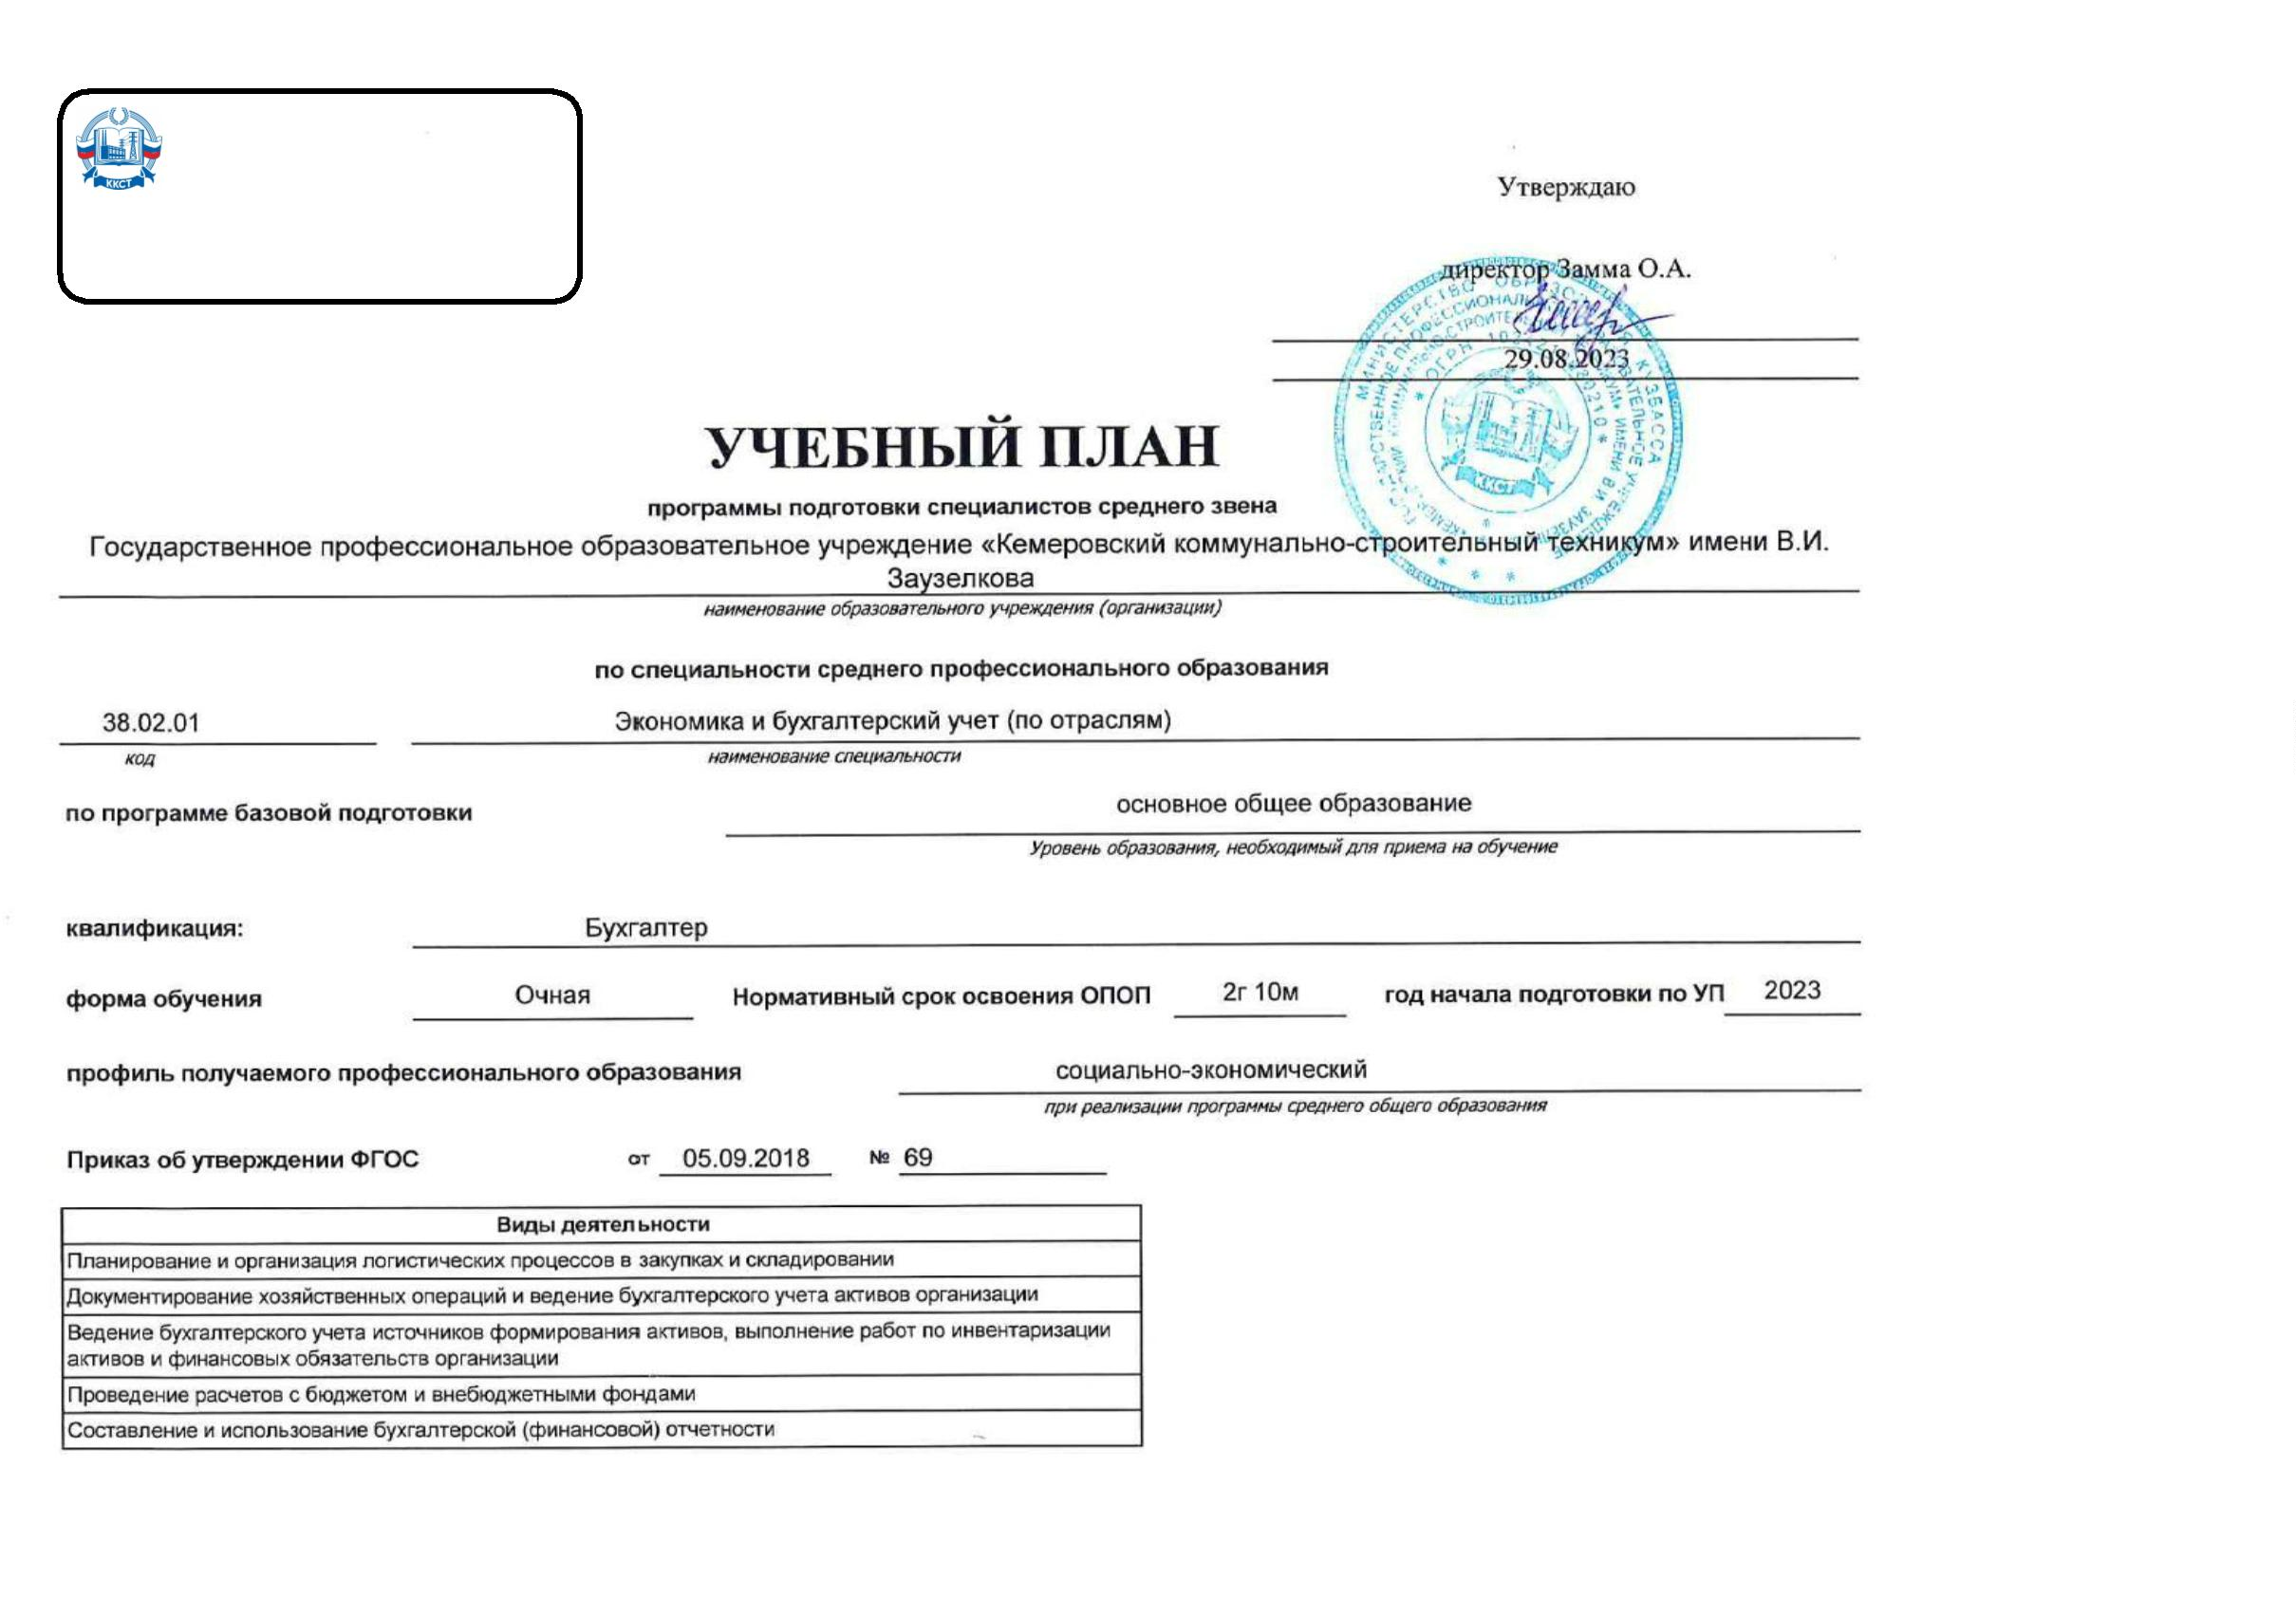 ККСТ
Утверждаю
директор Замма О.А.
29.08.2023
УЧЕБНЫЙ ПЛАН
программы подготовки специалистов среднего звена
Государственное профессиональное образовательное учреждение «Кемеровский коммунально-строительный техникум» имени В.И.
Заузелкова
наименование образовательного учреждения (организации)
по специальности среднего профессионального образования
38.02.01 Экономика и бухгалтерский учет (по отраслям)
код наименование специальности
по программе базовой подготовки основное общее образование
Уровень образования, необходимый для приема на обучение
квалификация: Бухгалтер
форма обучения Очная Нормативный срок освоения ОПОП 2г 10м год начала подготовки по УП 2023
профиль получаемого профессионального образования социально-экономический
при реализации программы среднего общего образования
Приказ об утверждении ФГОС от 05.09.2018 № 69
Виды деятельности
Планирование и организация логистических процессов в закупках и складировании
Документирование хозяйственных операций и ведение бухгалтерского учета активов организации
Ведение бухгалтерского учета источников формирования активов, выполнение работ по инвентаризации
активов и финансовых обязательств организации
Проведение расчетов с бюджетом и внебюджетными фондами
Составление и использование бухгалтерской (финансовой) отчетности